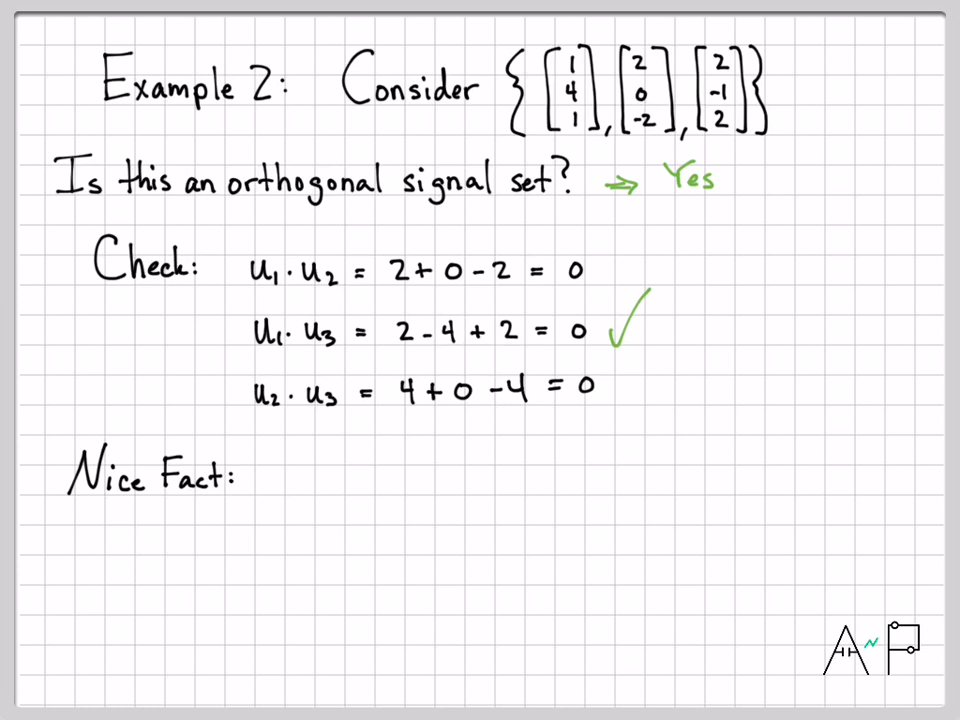 Example 2: Consider { [1 4 1], [2 0 -2], [2 -1 2] }
Is this an orthogonal signal set? ⇒ Yes
Check: u₁ · u₂ = 2 + 0 - 2 = 0
u₁ · u₃ = 2 - 4 + 2 = 0 ✓
u₂ · u₃ = 4 + 0 - 4 = 0
Nice Fact:
A~P